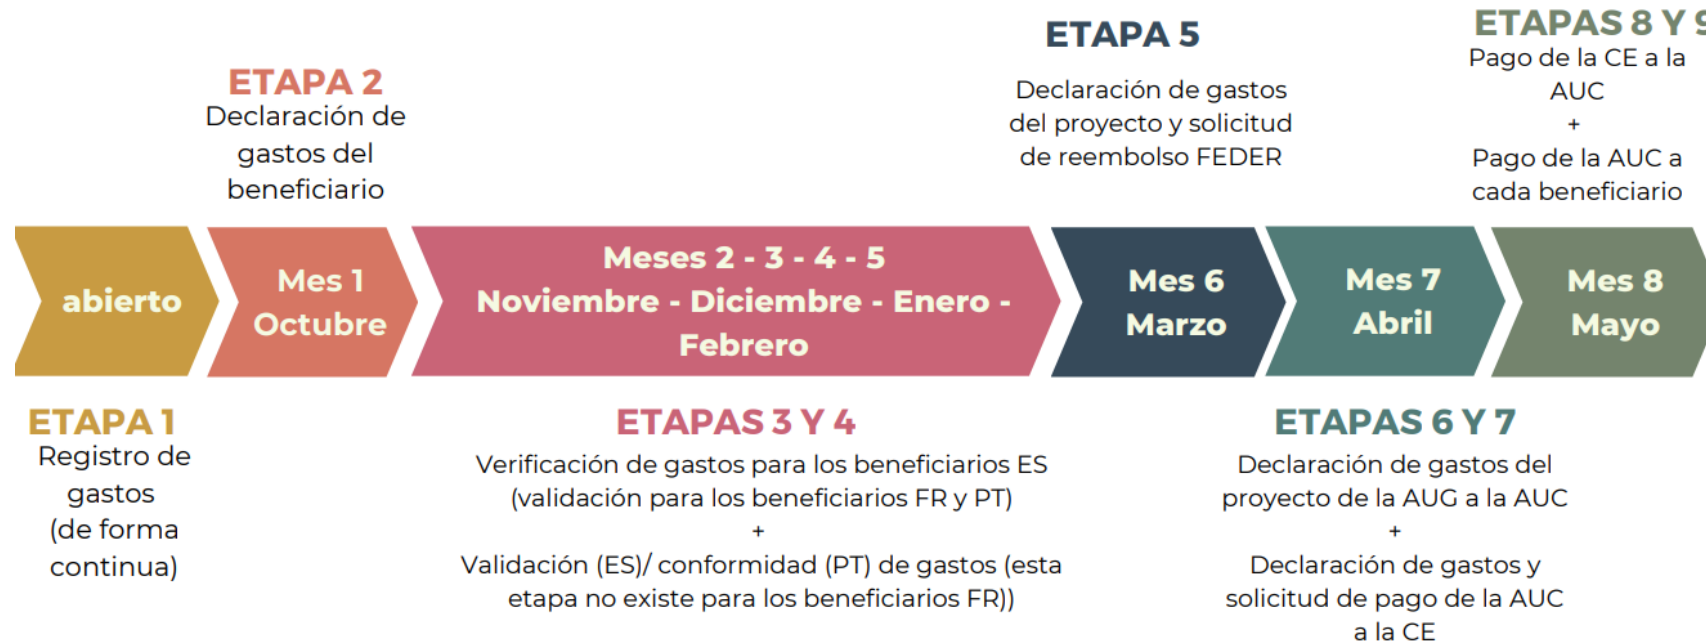 ETAPA 1
Registro de
gastos
(de forma
continua)
abierto
ETAPA 2
Declaración de
gastos del
beneficiario
Mes 1
Octubre
Meses 2 - 3 - 4 - 5
Noviembre - Diciembre - Enero -
Febrero
ETAPAS 3 Y 4
Verificación de gastos para los beneficiarios ES
(validación para los beneficiarios FR y PT)
+
Validación (ES)/ conformidad (PT) de gastos (esta
etapa no existe para los beneficiarios FR))
ETAPA 5
Declaración de gastos
del proyecto y solicitud
de reembolso FEDER
Mes 6
Marzo
Mes 7
Abril
ETAPAS 6 Y 7
Declaración de gastos del
proyecto de la AUG a la AUC
+
Declaración de gastos y
solicitud de pago de la AUC
a la CE
ETAPAS 8 Y 9
Pago de la CE a la
AUC
+
Pago de la AUC a
cada beneficiario
Mes 8
Mayo